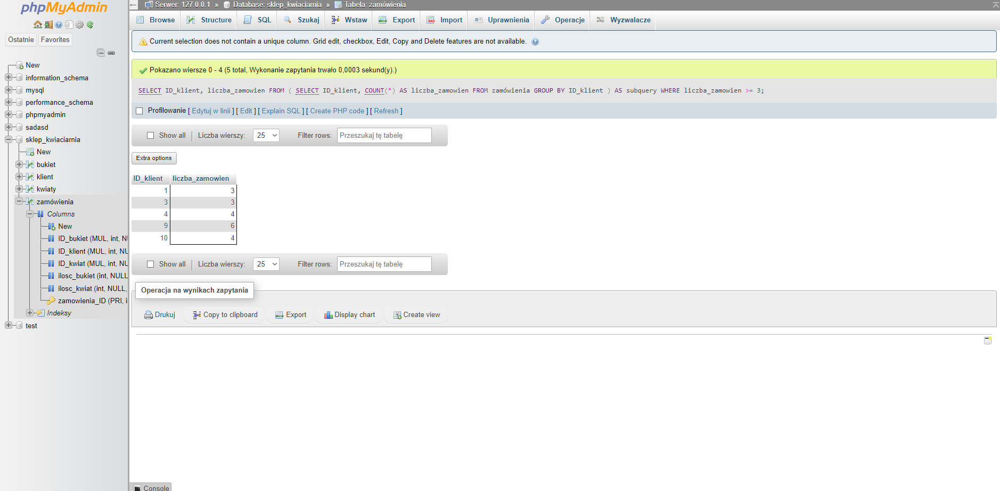 phpMyAdmin
Ostatnie Favorites
New
information_schema
mysql
performance_schema
phpmyadmin
sadasd
sklep_kwiaciarnia
New
bukiet
klient
kwiaty
zamówienia
Columns
New
ID_bukiet (MUL, int, NU
ID_klient (MUL, int, NU
ID_kwiat (MUL, int, NU
ilosc_bukiet (int, NULL
ilosc_kwiat (int, NULL,
zamowienia_ID (PRI, i
Indeksy
test
Serwer: 127.0.0.1 » Database: sklep_kwiaciarnia » Tabela: zamówienia
Browse Structure SQL Szukaj Wstaw Export Import Uprawnienia Operacje Wyzwalacze
Current selection does not contain a unique column. Grid edit, checkbox, Edit, Copy and Delete features are not available.
Pokazano wiersze 0 - 4 (5 total, Wykonanie zapytania trwało 0,0003 sekund(y).)
SELECT ID_klient, liczba_zamowien FROM ( SELECT ID_klient, COUNT(*) AS liczba_zamowien FROM zamówienia GROUP BY ID_klient ) AS subquery WHERE liczba_zamowien >= 3;
Profilowanie [ Edytuj w linii ] [ Edit ] [ Explain SQL ] [ Create PHP code ] [ Refresh ]
Show all | Liczba wierszy: 25 Filter rows: Przeszukaj tę tabelę
Extra options
ID_klient liczba_zamowien
1 3
3 3
4 4
9 6
10 4
Show all | Liczba wierszy: 25 Filter rows: Przeszukaj tę tabelę
Operacja na wynikach zapytania
Drukuj Copy to clipboard Export Display chart Create view
Console